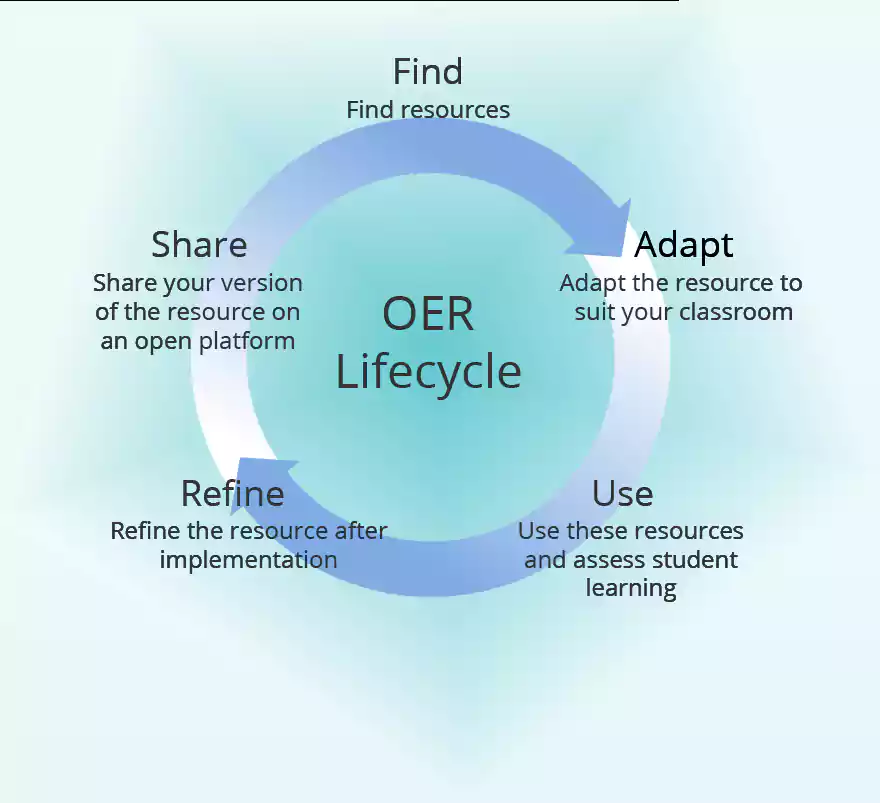 Find
Find resources
Adapt
Adapt the resource to
suit your classroom
Use
Use these resources
and assess student
learning
Refine
Refine the resource after
implementation
Share
Share your version
of the resource on
an open platform
OER
Lifecycle